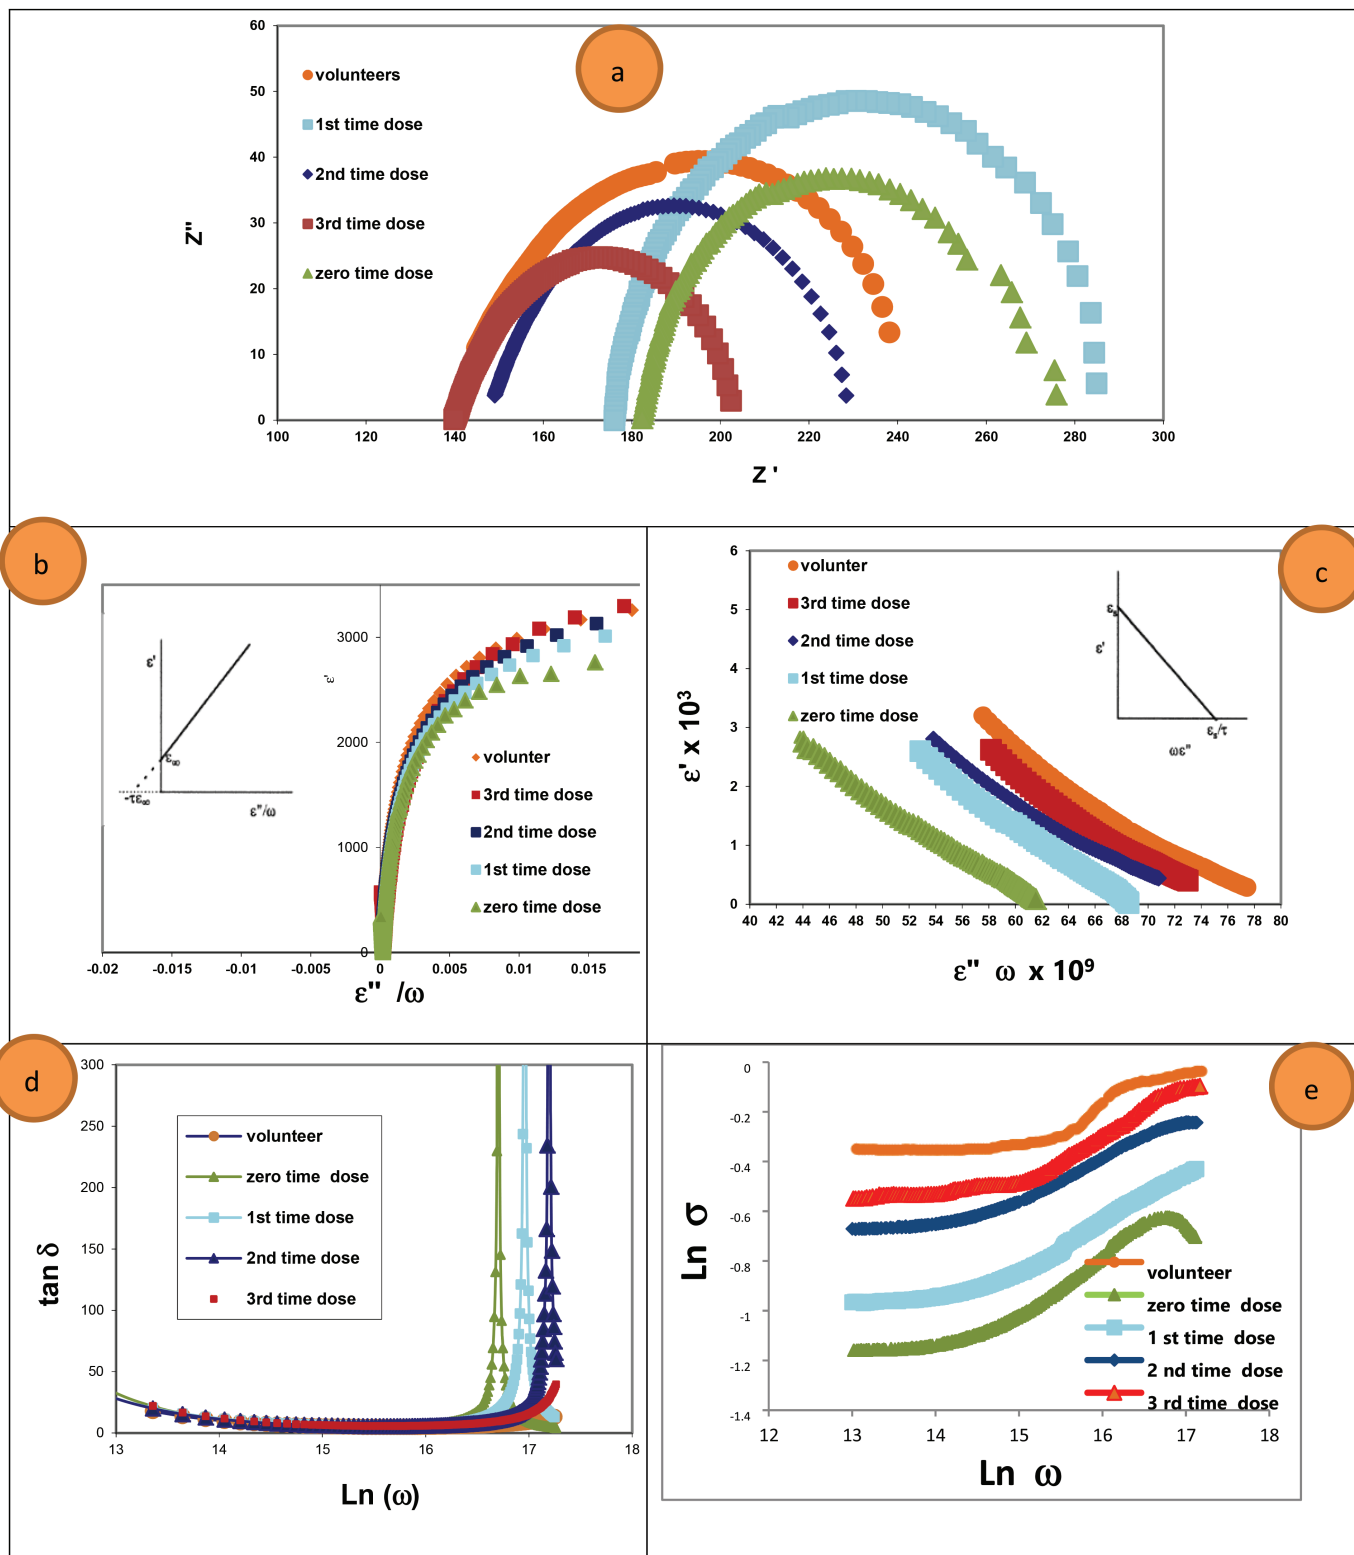 a
60
50
40
30
20
10
0
Z"
volunteers
1st time dose
2nd time dose
3rd time dose
zero time dose
100 120 140 160 180 200 220 240 260 280 300
Z '
b
ε'
ε∞
-τε∞
ε"/ω
3000
2000
1000
0
ε'
volunter
3rd time dose
2nd time dose
1st time dose
zero time dose
-0.02 -0.015 -0.01 -0.005 0 0.005 0.01 0.015
ε" /ω
c
6
5
4
3
2
1
0
ε' x 10³
volunter
3rd time dose
2nd time dose
1st time dose
zero time dose
εs
ε'
εs/τ
ωε"
40 42 44 46 48 50 52 54 56 58 60 62 64 66 68 70 72 74 76 78 80
ε" ω x 10⁹
d
300
250
200
150
100
50
0
tan δ
volunteer
zero time dose
1st time dose
2nd time dose
3rd time dose
13 14 15 16 17 18
Ln (ω)
e
0
-0.2
-0.4
-0.6
-0.8
-1
-1.2
-1.4
Ln σ
volunteer
zero time dose
1 st time dose
2 nd time dose
3 rd time dose
12 13 14 15 16 17 18
Ln ω